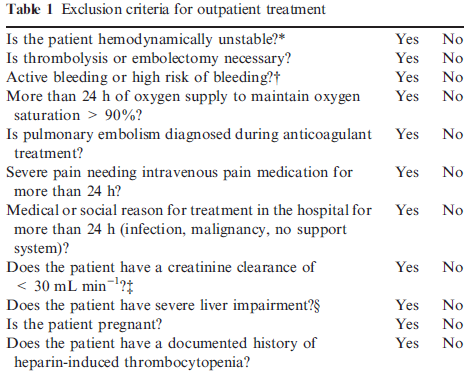 Table 1 Exclusion criteria for outpatient treatment
Is the patient hemodynamically unstable?* Yes No
Is thrombolysis or embolectomy necessary? Yes No
Active bleeding or high risk of bleeding?† Yes No
More than 24 h of oxygen supply to maintain oxygen Yes No
saturation > 90%?
Is pulmonary embolism diagnosed during anticoagulant Yes No
treatment?
Severe pain needing intravenous pain medication for Yes No
more than 24 h?
Medical or social reason for treatment in the hospital for Yes No
more than 24 h (infection, malignancy, no support
system)?
Does the patient have a creatinine clearance of Yes No
< 30 mL min⁻¹?‡
Does the patient have severe liver impairment?§ Yes No
Is the patient pregnant? Yes No
Does the patient have a documented history of Yes No
heparin-induced thrombocytopenia?